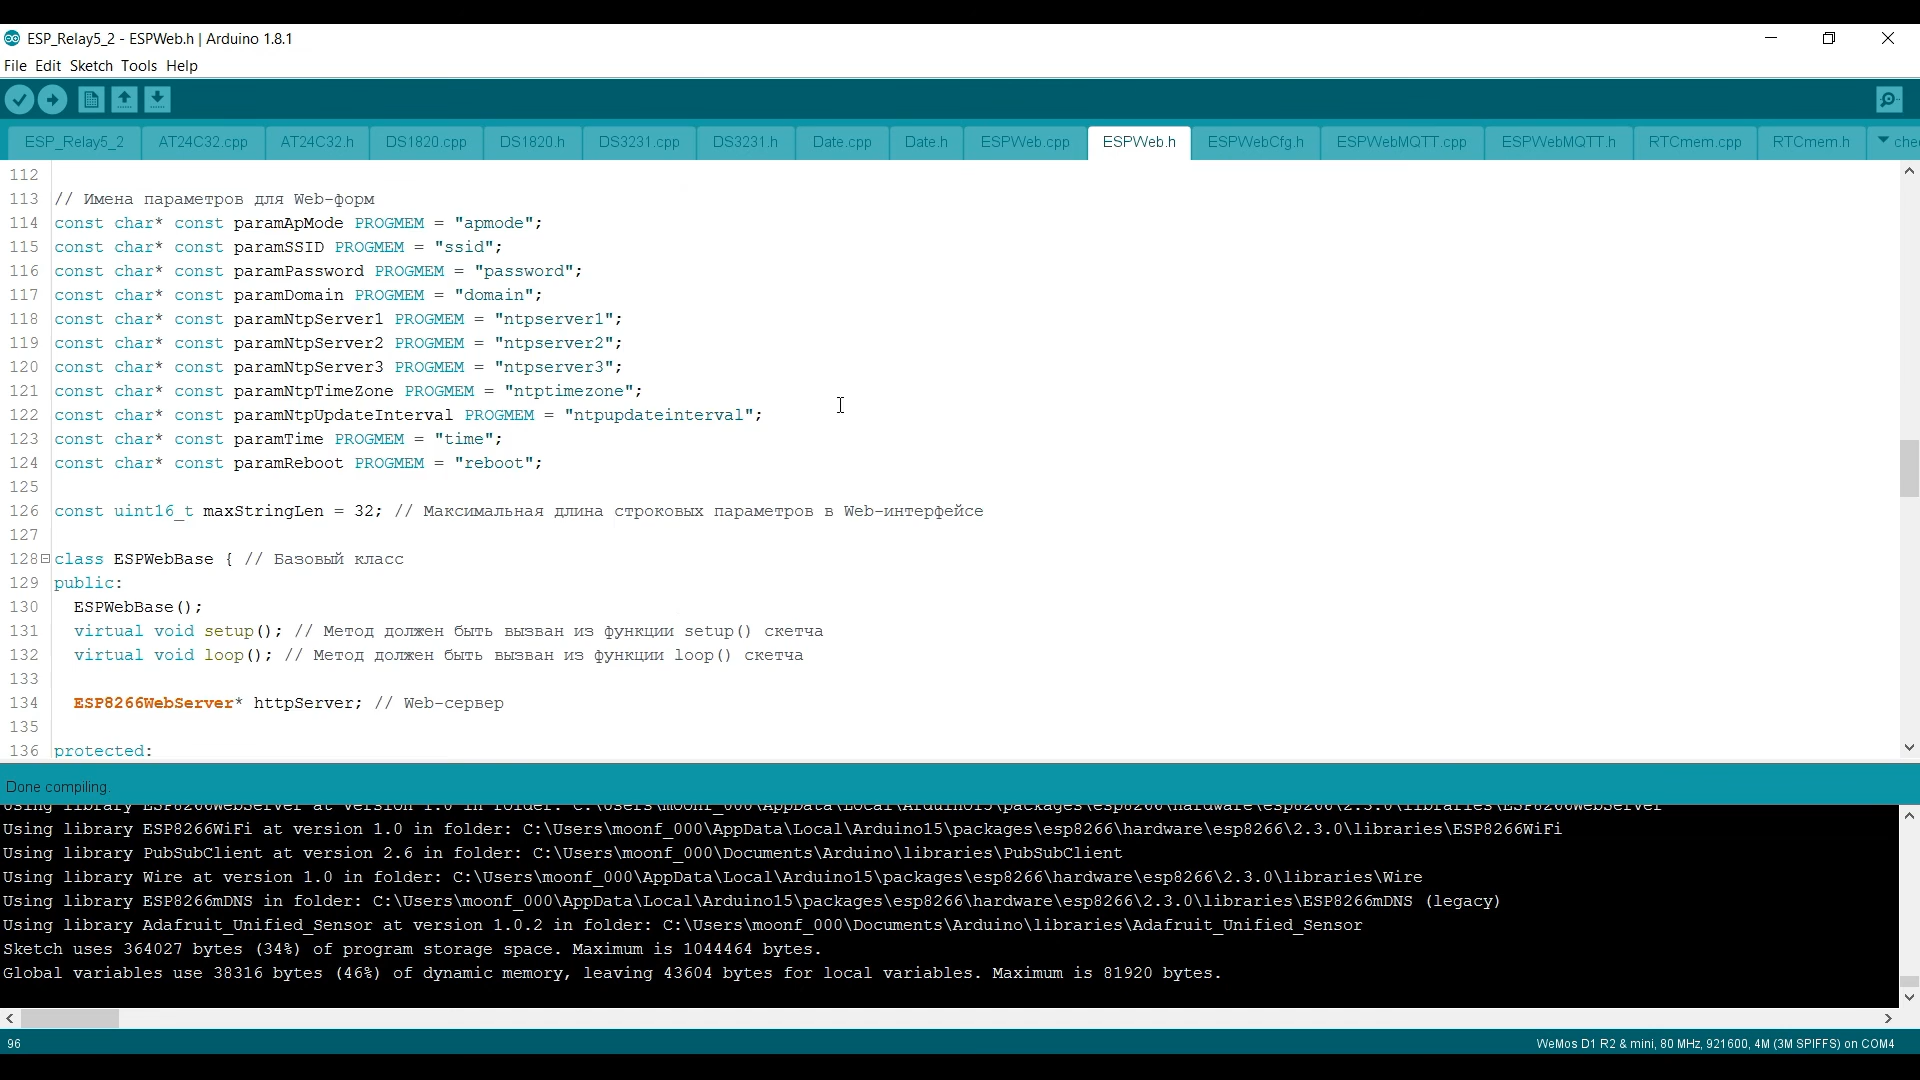 ESP_Relay5_2 - ESPWeb.h | Arduino 1.8.1
File Edit Sketch Tools Help
ESP_Relay5_2 AT24C32.cpp AT24C32.h DS1820.cpp DS1820.h DS3231.cpp DS3231.h Date.cpp Date.h ESPWeb.cpp ESPWeb.h ESPWebCfg.h ESPWebMQTT.cpp ESPWebMQTT.h RTCmem.cpp RTCmem.h
112
113 // Имена параметров для Web-форм
114 const char* const paramApMode PROGMEM = "apmode";
115 const char* const paramSSID PROGMEM = "ssid";
116 const char* const paramPassword PROGMEM = "password";
117 const char* const paramDomain PROGMEM = "domain";
118 const char* const paramNtpServer1 PROGMEM = "ntpserver1";
119 const char* const paramNtpServer2 PROGMEM = "ntpserver2";
120 const char* const paramNtpServer3 PROGMEM = "ntpserver3";
121 const char* const paramNtpTimeZone PROGMEM = "ntptimezone";
122 const char* const paramNtpUpdateInterval PROGMEM = "ntpupdateinterval";
123 const char* const paramTime PROGMEM = "time";
124 const char* const paramReboot PROGMEM = "reboot";
125
126 const uint16_t maxStringLen = 32; // Максимальная длина строковых параметров в Web-интерфейсе
127
128 class ESPWebBase { // Базовый класс
129 public:
130 ESPWebBase();
131 virtual void setup(); // Метод должен быть вызван из функции setup() скетча
132 virtual void loop(); // Метод должен быть вызван из функции loop() скетча
133
134 ESP8266WebServer* httpServer; // Web-сервер
135
136 protected:
Done compiling.
Using library ESP8266WebServer at version 1.0 in folder: C:\Users\moonf_000\AppData\Local\Arduino15\packages\esp8266\hardware\esp8266\2.3.0\libraries\ESP8266WebServer
Using library ESP8266WiFi at version 1.0 in folder: C:\Users\moonf_000\AppData\Local\Arduino15\packages\esp8266\hardware\esp8266\2.3.0\libraries\ESP8266WiFi
Using library PubSubClient at version 2.6 in folder: C:\Users\moonf_000\Documents\Arduino\libraries\PubSubClient
Using library Wire at version 1.0 in folder: C:\Users\moonf_000\AppData\Local\Arduino15\packages\esp8266\hardware\esp8266\2.3.0\libraries\Wire
Using library ESP8266mDNS in folder: C:\Users\moonf_000\AppData\Local\Arduino15\packages\esp8266\hardware\esp8266\2.3.0\libraries\ESP8266mDNS (legacy)
Using library Adafruit_Unified_Sensor at version 1.0.2 in folder: C:\Users\moonf_000\Documents\Arduino\libraries\Adafruit_Unified_Sensor
Sketch uses 364027 bytes (34%) of program storage space. Maximum is 1044464 bytes.
Global variables use 38316 bytes (46%) of dynamic memory, leaving 43604 bytes for local variables. Maximum is 81920 bytes.
96 WeMos D1 R2 & mini, 80 MHz, 921600, 4M (3M SPIFFS) on COM4